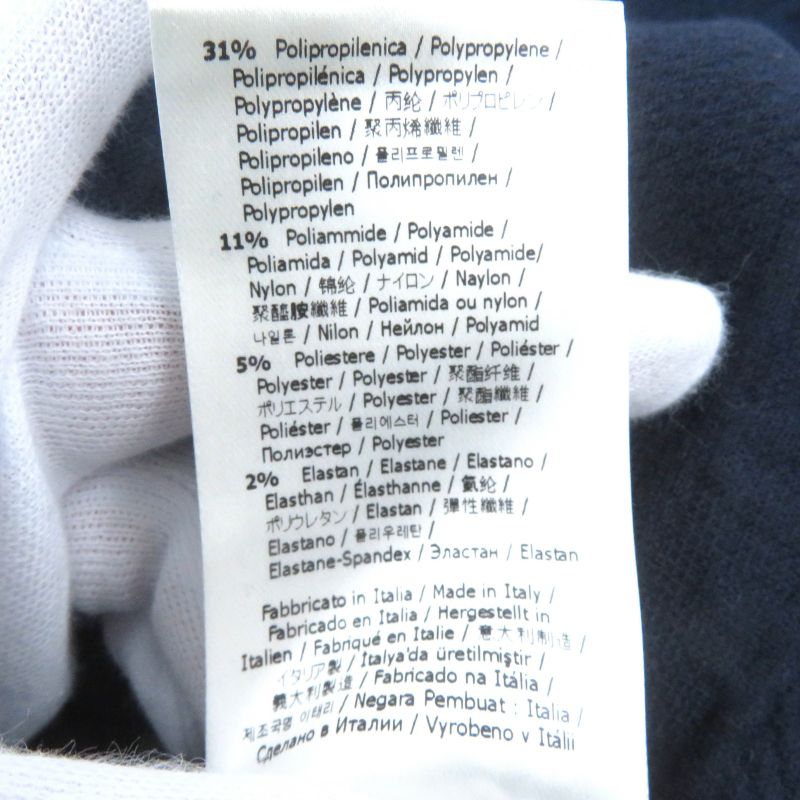 31% Polipropilenica / Polypropylene /
Polipropilénica / Polypropylen /
Polypropylène / 丙纶 / ポリプロピレン /
Polipropilen / 聚丙烯纖維 /
Polipropileno / 폴리프로필렌 /
Polipropilen / Полипропилен /
Polypropylen
11% Poliammide / Polyamide /
Poliamida / Polyamid / Polyamide/
Nylon / 锦纶 / ナイロン / Naylon /
聚醯胺纖維 / Poliamida ou nylon /
나일론 / Nilon / Нейлон / Polyamid
5% Poliestere / Polyester / Poliéster /
Polyester / Polyester / 聚酯纤维 /
ポリエステル / Polyester / 聚酯纖維 /
Poliéster / 폴리에스터 / Poliester /
Полиэстер / Polyester
2% Elastan / Elastane / Elastano /
Elasthan / Élasthanne / 氨纶 /
ポリウレタン / Elastan / 彈性纖維 /
Elastano / 폴리우레탄 /
Elastane-Spandex / Эластан / Elastan
Fabbricato in Italia / Made in Italy /
Fabricado en Italia / Hergestellt in
Italien / Fabriqué en Italie / 意大利制造 /
イタリア製 / İtalya'da üretilmiştir /
義大利製造 / Fabricado na Itália /
제조국명 이태리 / Negara Pembuat : Italia /
Сделано в Италии / Vyrobeno v Itálii